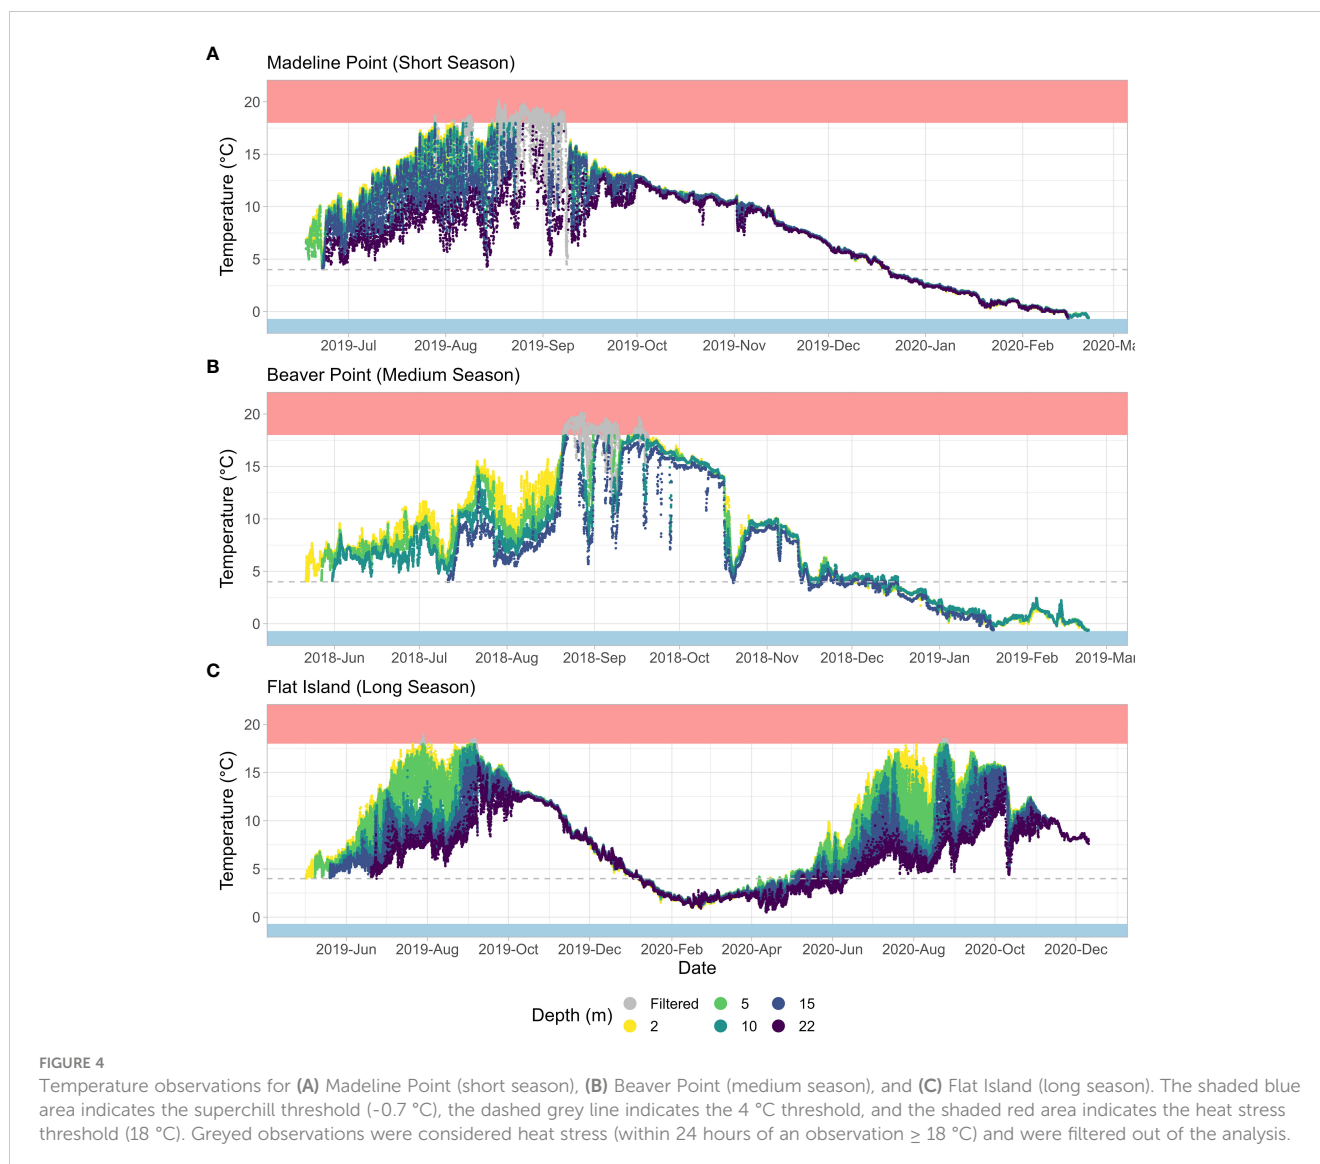 A
Madeline Point (Short Season)
Temperature (°C)
20
15
10
5
0
2019-Jul 2019-Aug 2019-Sep 2019-Oct 2019-Nov 2019-Dec 2020-Jan 2020-Feb 2020-Ma
B
Beaver Point (Medium Season)
Temperature (°C)
20
15
10
5
0
2018-Jun 2018-Jul 2018-Aug 2018-Sep 2018-Oct 2018-Nov 2018-Dec 2019-Jan 2019-Feb 2019-Mar
C
Flat Island (Long Season)
Temperature (°C)
20
15
10
5
0
2019-Jun 2019-Aug 2019-Oct 2019-Dec 2020-Feb 2020-Apr 2020-Jun 2020-Aug 2020-Oct 2020-Dec
Date
Depth (m)
Filtered 5 15
2 10 22
FIGURE 4
Temperature observations for (A) Madeline Point (short season), (B) Beaver Point (medium season), and (C) Flat Island (long season). The shaded blue
area indicates the superchill threshold (-0.7 °C), the dashed grey line indicates the 4 °C threshold, and the shaded red area indicates the heat stress
threshold (18 °C). Greyed observations were considered heat stress (within 24 hours of an observation ≥ 18 °C) and were filtered out of the analysis.